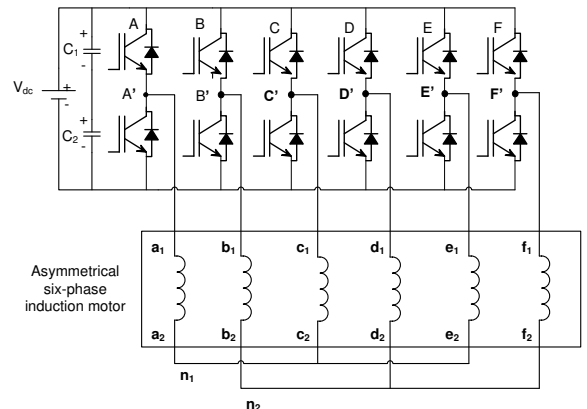 A B C D E F
+
C₁
-
V_dc
+
-
A' B' C' D' E' F'
+
C₂
-
a₁ b₁ c₁ d₁ e₁ f₁
Asymmetrical
six-phase
induction motor
a₂ b₂ c₂ d₂ e₂ f₂
n₁
n₂